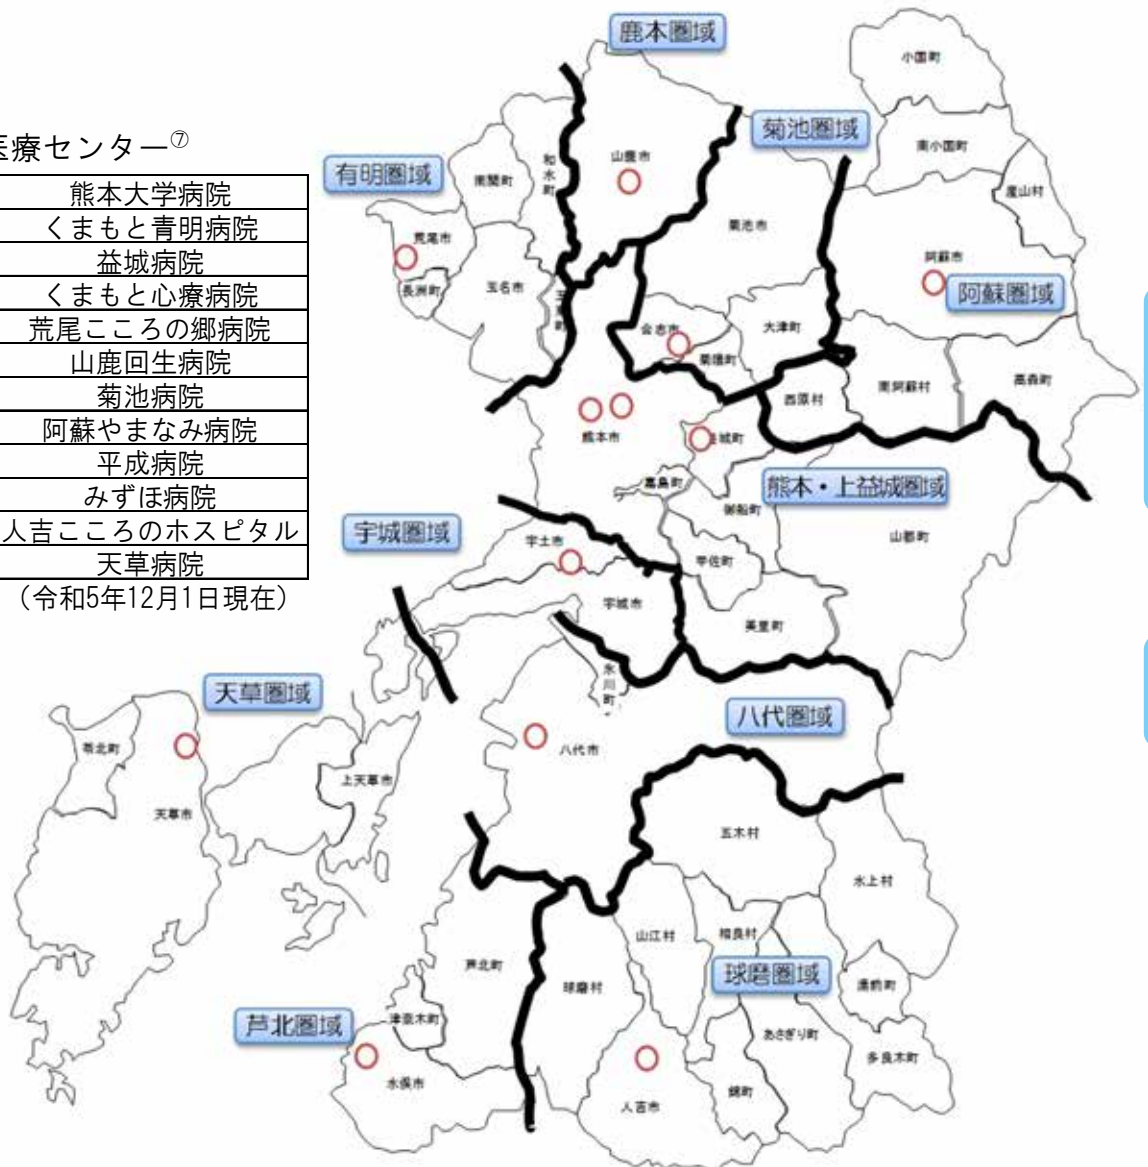 医療センター⑦
熊本大学病院
くまもと青明病院
益城病院
くまもと心療病院
荒尾こころの郷病院
山鹿回生病院
菊池病院
阿蘇やまなみ病院
平成病院
みずほ病院
人吉こころのホスピタル
天草病院
（令和5年12月1日現在）
鹿本圏域
小国町
菊池圏域
南小国町
和水町
山鹿市
有明圏域
南関町
産山村
菊池市
荒尾市
阿蘇市
長洲町
玉名市
玉東町
阿蘇圏域
合志市
大津町
菊陽町
南阿蘇村
高森町
西原村
熊本市
益城町
嘉島町
熊本・上益城圏域
御船町
宇城圏域
宇土市
山都町
甲佐町
宇城市
美里町
氷川町
天草圏域
八代圏域
苓北町
八代市
上天草市
天草市
五木村
水上村
山江村
相良村
芦北町
球磨圏域
球磨村
湯前町
芦北圏域
津奈木町
あさぎり町
多良木町
水俣市
錦町
人吉市